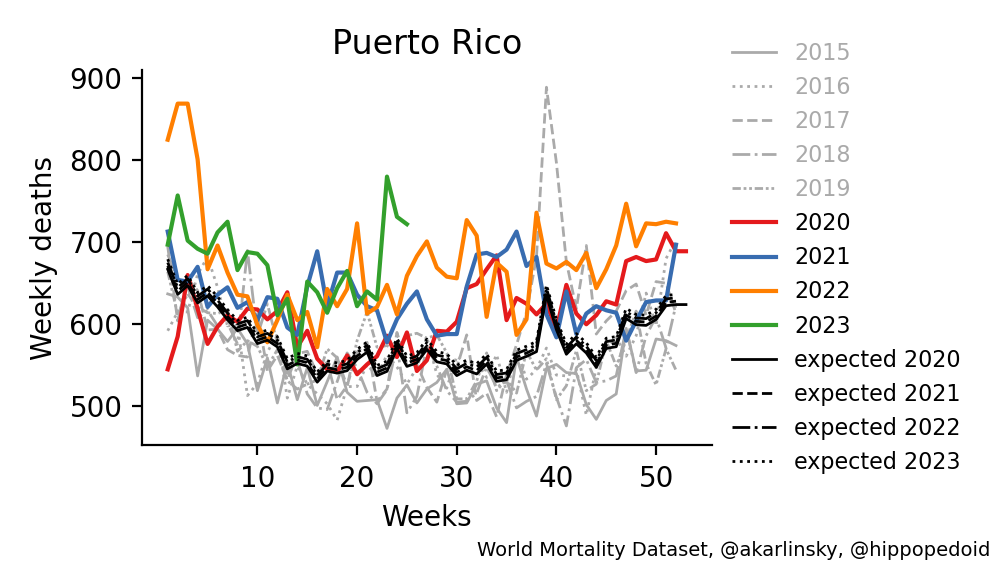 Puerto Rico
900
800
700
600
500
Weekly deaths
10
20
30
40
50
Weeks
2015
2016
2017
2018
2019
2020
2021
2022
2023
expected 2020
expected 2021
expected 2022
expected 2023
World Mortality Dataset, @akarlinsky, @hippopedoid